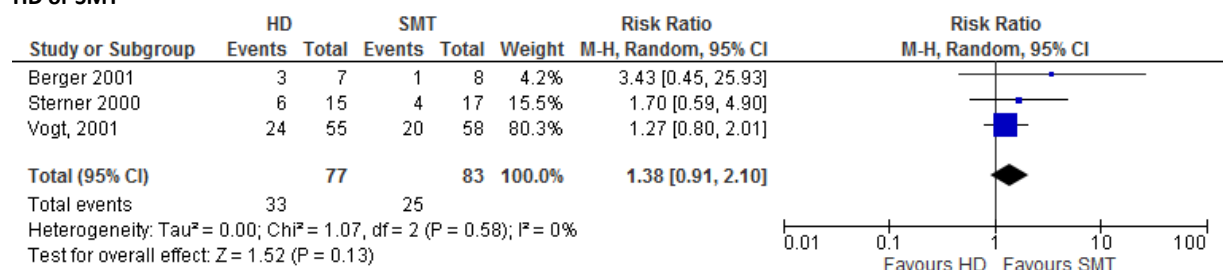 HD or SMT
HD SMT Risk Ratio Risk Ratio
Study or Subgroup Events Total Events Total Weight M-H, Random, 95% CI M-H, Random, 95% CI
Berger 2001 3 7 1 8 4.2% 3.43 [0.45, 25.93]
Sterner 2000 6 15 4 17 15.5% 1.70 [0.59, 4.90]
Vogt, 2001 24 55 20 58 80.3% 1.27 [0.80, 2.01]
Total (95% CI) 77 83 100.0% 1.38 [0.91, 2.10]
Total events 33 25
Heterogeneity: Tau² = 0.00; Chi² = 1.07, df = 2 (P = 0.58); I² = 0%
Test for overall effect: Z = 1.52 (P = 0.13)
0.01 0.1 1 10 100
Favours HD Favours SMT